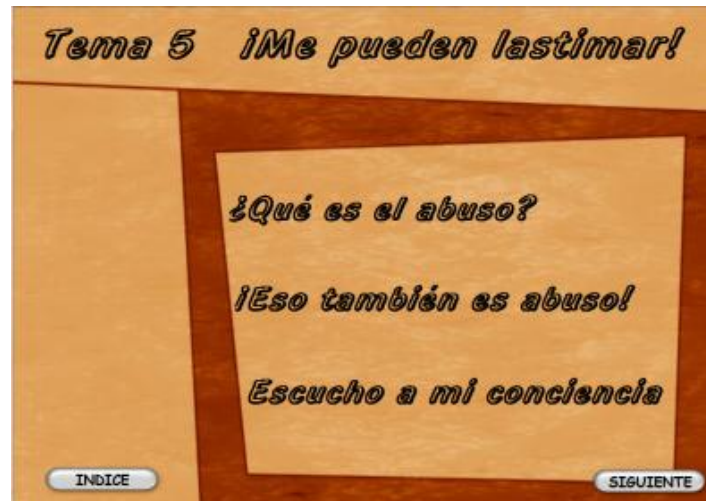 Tema 5 ¡Me pueden lastimar!
¿Qué es el abuso?
¡Eso también es abuso!
Escucho a mi conciencia
INDICE
SIGUIENTE